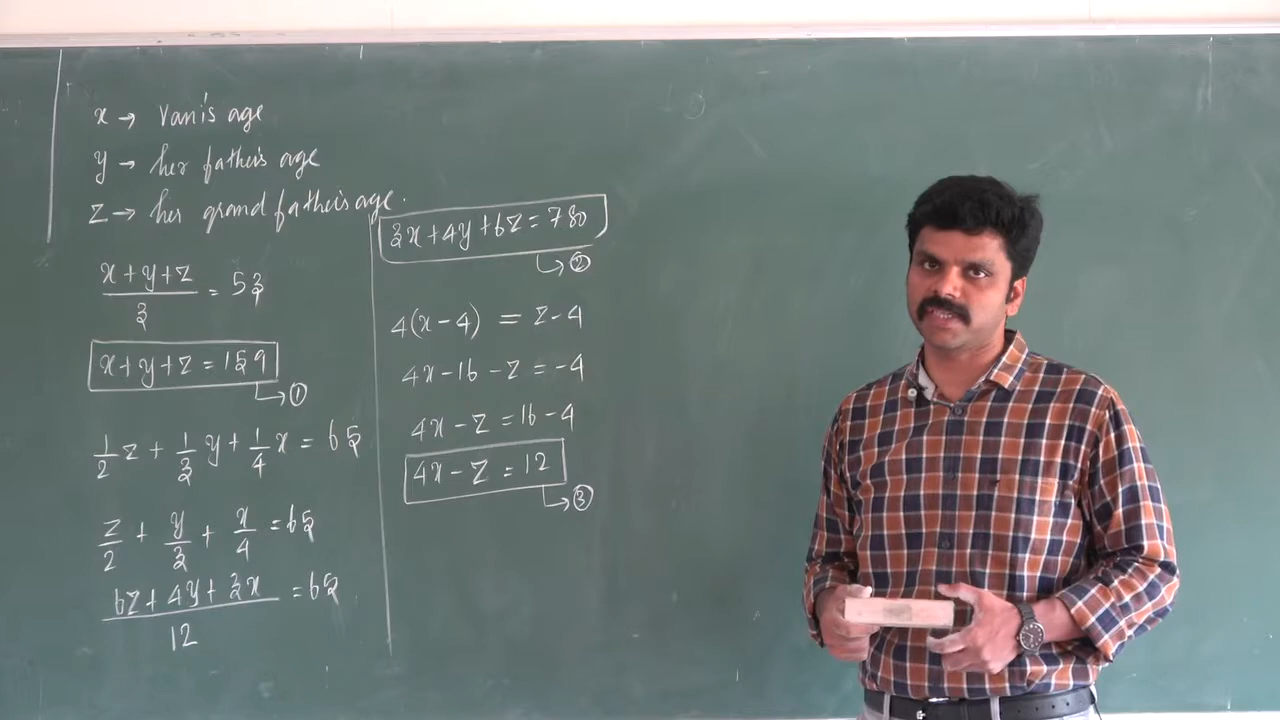 x → Vani's age
y → her father's age
z → her grand father's age.
(x+y+z)/3 = 53
x+y+z = 159
→ ①
1/2 z + 1/3 y + 1/4 x = 65
z/2 + y/3 + x/4 = 65
(6z+4y+3x)/12 = 65
3x+4y+6z = 780
→ ②
4(x-4) = z-4
4x-16-z = -4
4x-z = 16-4
4x-z = 12
→ ③